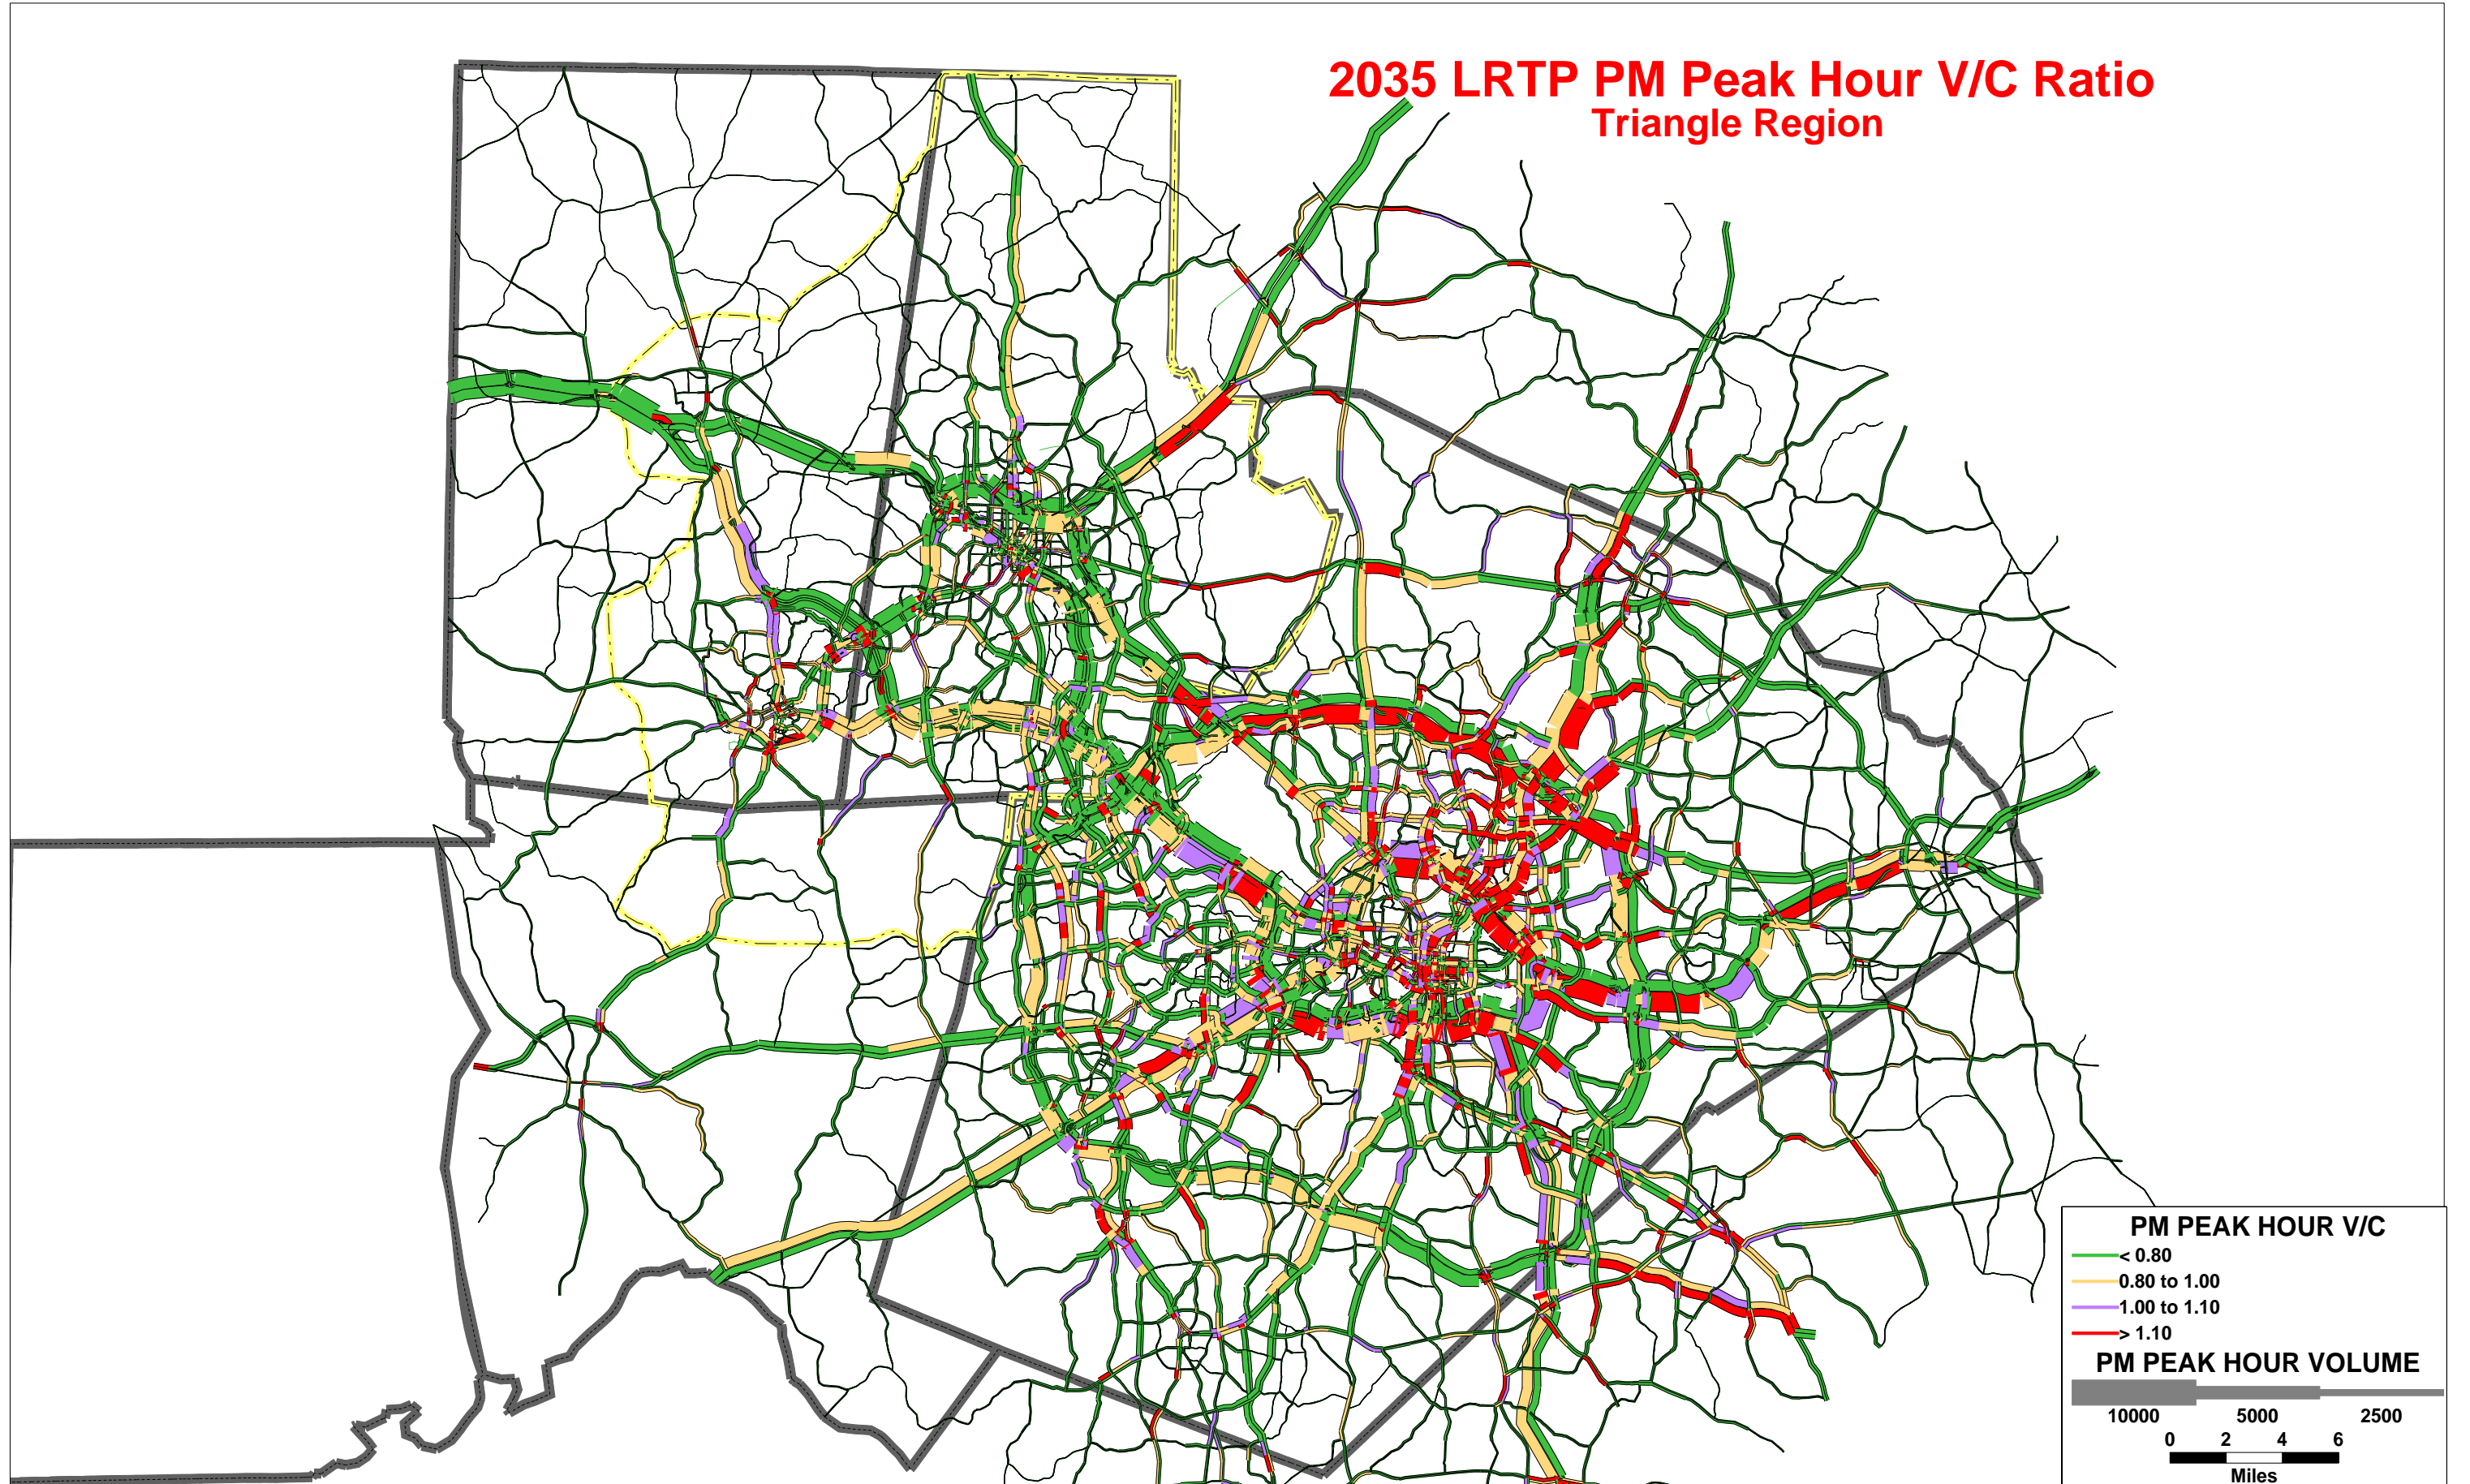 2035 LRTP PM Peak Hour V/C Ratio
Triangle Region
PM PEAK HOUR V/C
< 0.80
0.80 to 1.00
1.00 to 1.10
> 1.10
PM PEAK HOUR VOLUME
10000 5000 2500
0 2 4 6
Miles